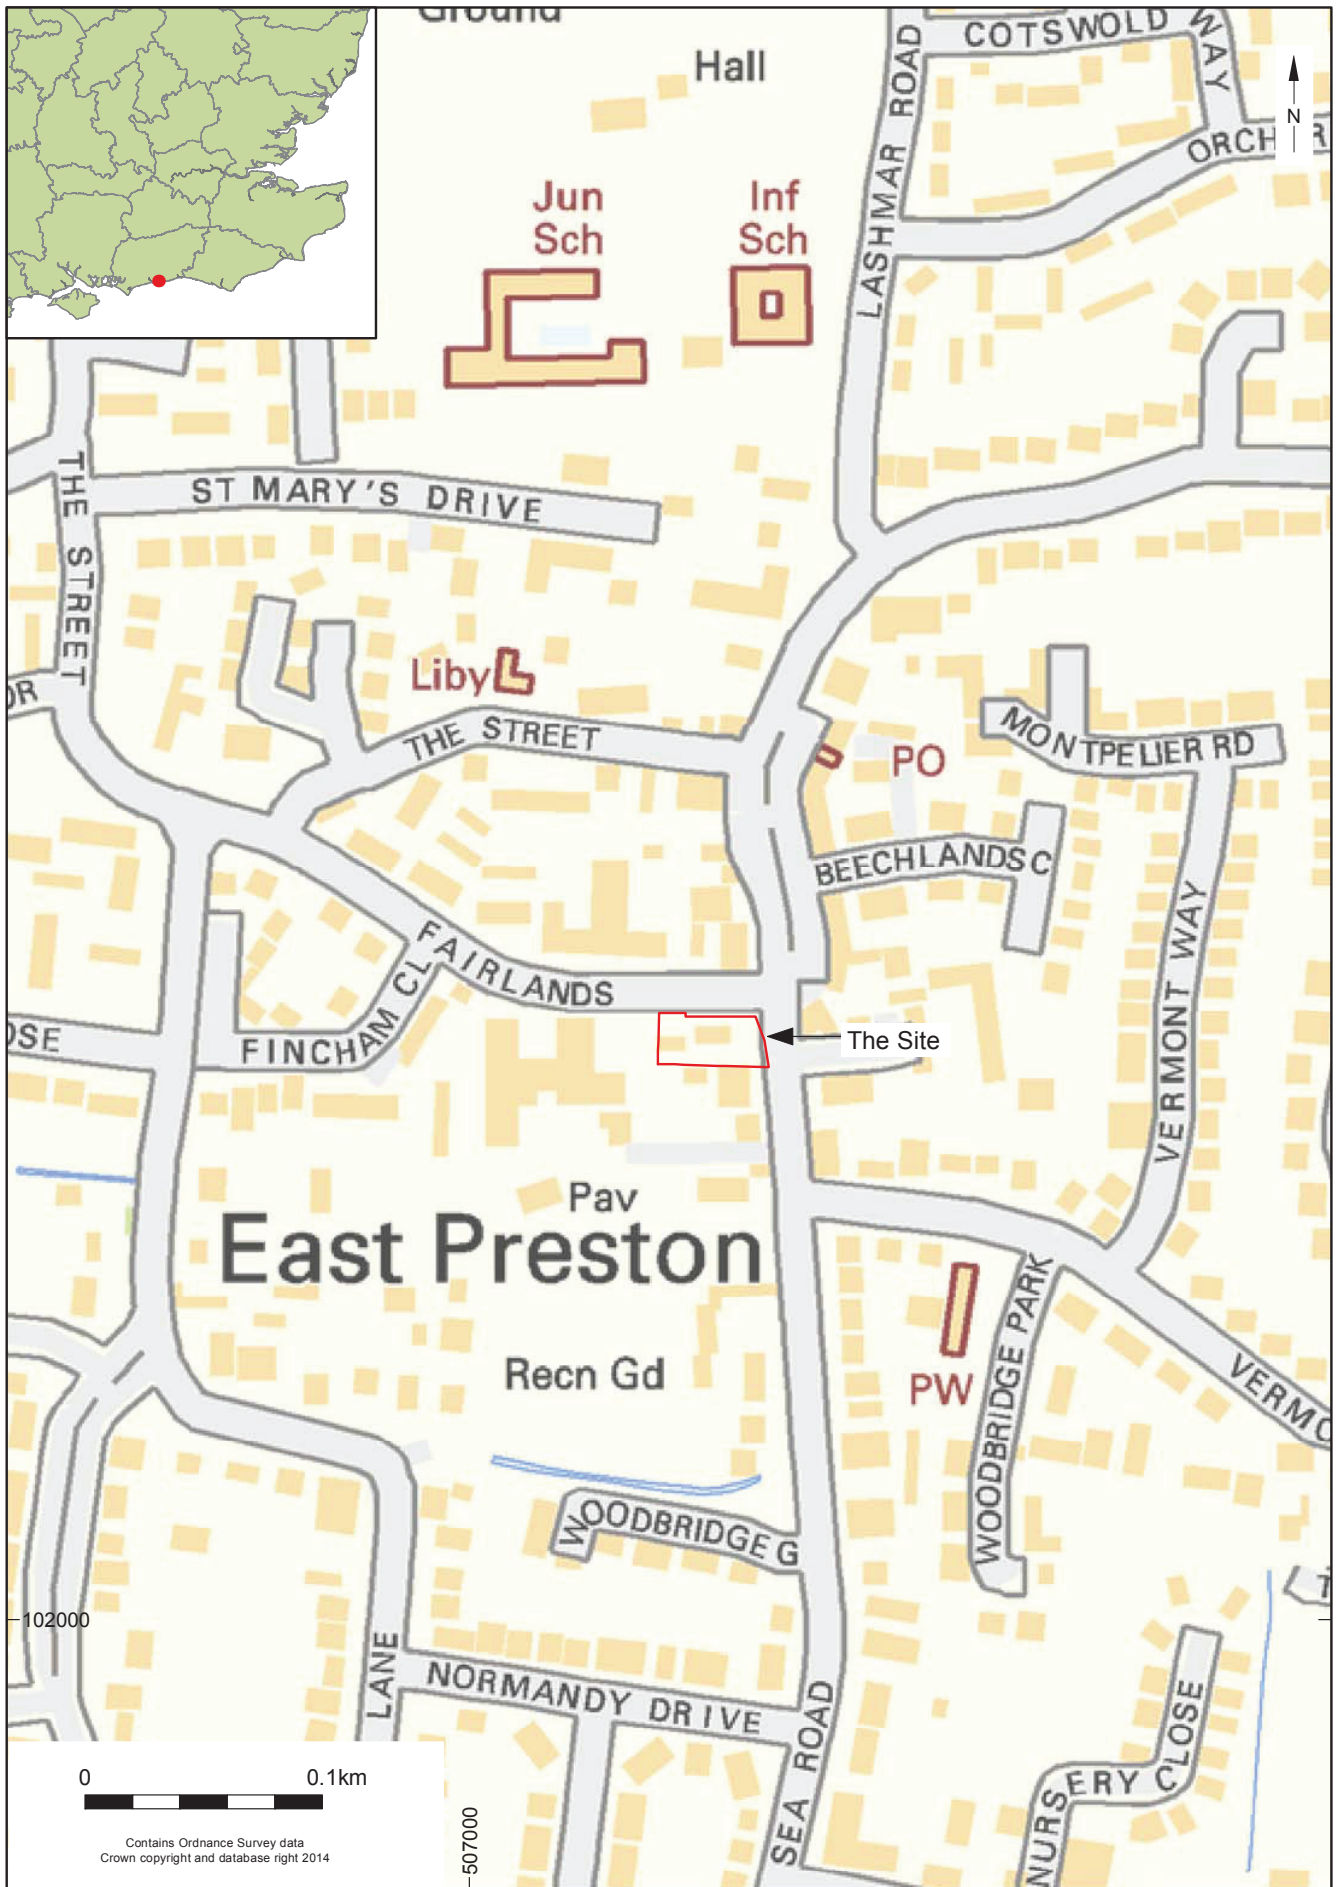 Ground
Hall
COTSWOLD WAY
N
LASHMAR ROAD
Jun
Sch
Inf
Sch
THE STREET
ST MARY'S DRIVE
Liby
THE STREET
PO
MONTPELIER RD
BEECHLANDS C
VERMONT WAY
FAIRLANDS
FINCHAM CL
OSE
The Site
Pav
East Preston
Recn Gd
PW
WOODBRIDGE PARK
VERMO
WOODBRIDGE G
102000
LANE
NORMANDY DRIVE
SEA ROAD
NURSERY CLOSE
0 0.1km
Contains Ordnance Survey data
Crown copyright and database right 2014
507000